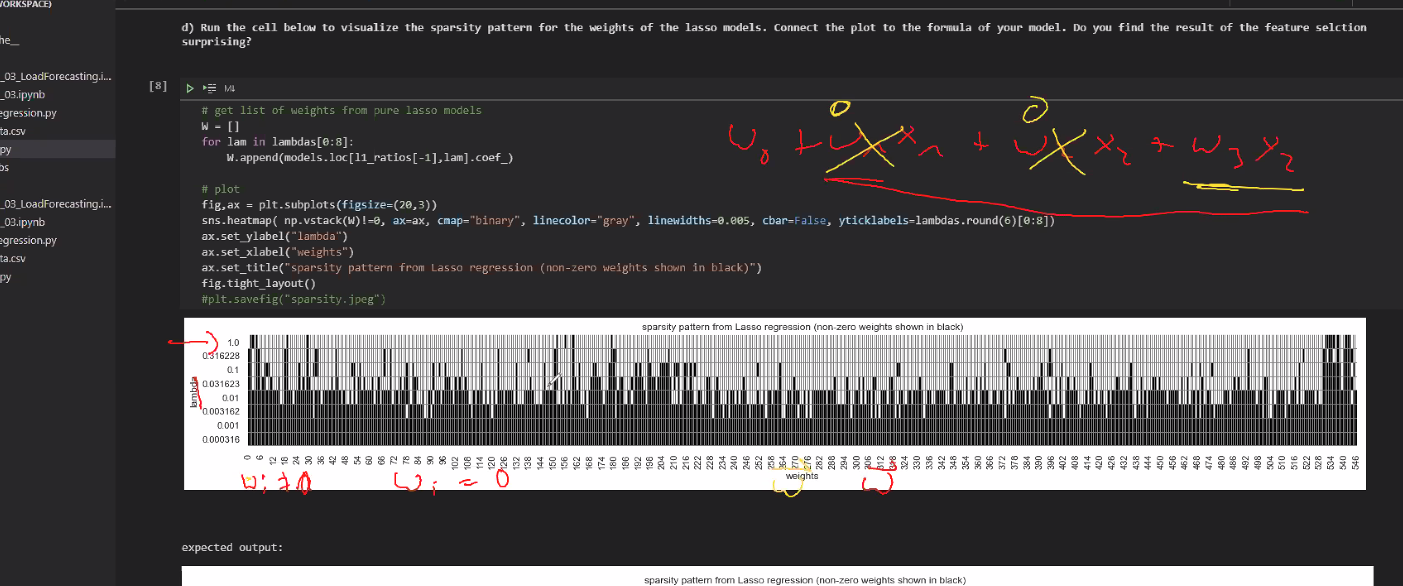 WORKSPACE)
d) Run the cell below to visualize the sparsity pattern for the weights of the lasso models. Connect the plot to the formula of your model. Do you find the result of the feature selction
surprising?
he__
_03_LoadForecasting.i...
_03.ipynb
egression.py
ta.csv
py
bs
_03_LoadForecasting.i...
_03.ipynb
egression.py
ta.csv
py
[8]
M↓
# get list of weights from pure lasso models
W = []
for lam in lambdas[0:8]:
W.append(models.loc[l1_ratios[-1],lam].coef_)
# plot
fig,ax = plt.subplots(figsize=(20,3))
sns.heatmap( np.vstack(W)!=0, ax=ax, cmap="binary", linecolor="gray", linewidths=0.005, cbar=False, yticklabels=lambdas.round(6)[0:8])
ax.set_ylabel("lambda")
ax.set_xlabel("weights")
ax.set_title("sparsity pattern from Lasso regression (non-zero weights shown in black)")
fig.tight_layout()
#plt.savefig("sparsity.jpeg")
0 0
sparsity pattern from Lasso regression (non-zero weights shown in black)
lambda
1.0
0.316228
0.1
0.031623
0.01
0.003162
0.001
0.000316
0 6 12 18 24 30 36 42 48 54 60 66 72 78 84 90 96 102 108 114 120 126 132 138 144 150 156 162 168 174 180 186 192 198 204 210 216 222 228 234 240 246 252 258 264 270 276 282 288 294 300 306 312 318 324 330 336 342 348 354 360 366 372 378 384 390 396 402 408 414 420 426 432 438 444 450 456 462 468 474 480 486 492 498 504 510 516 522 528 534 540 546
weights
wᵢ ≠ 0 wᵢ = 0
expected output:
sparsity pattern from Lasso regression (non-zero weights shown in black)